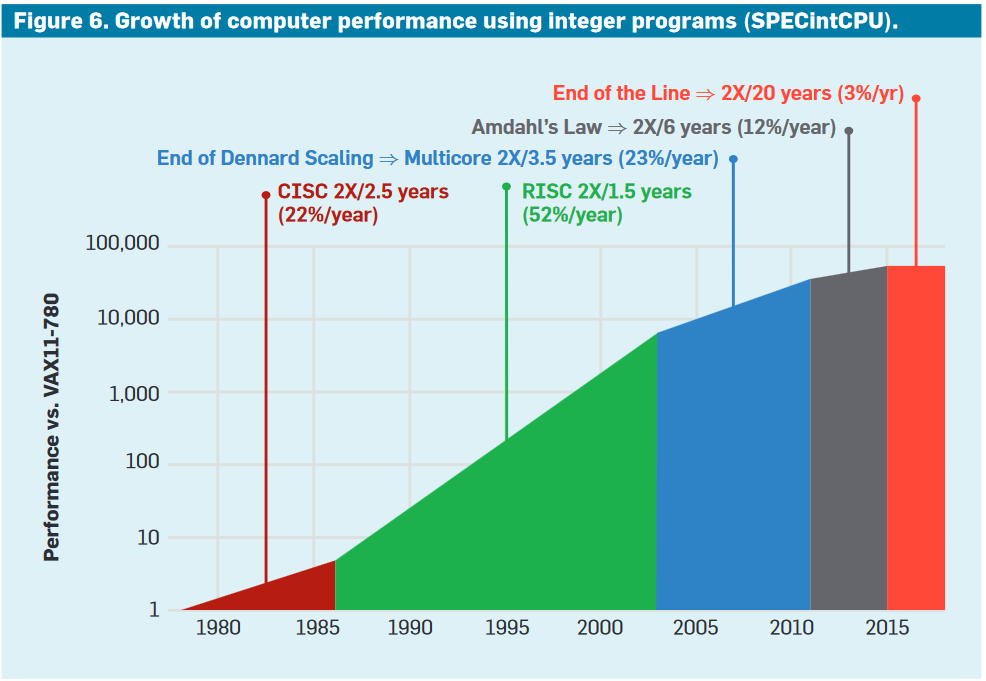 Figure 6. Growth of computer performance using integer programs (SPECintCPU).
End of the Line ⇒ 2X/20 years (3%/yr)
Amdahl's Law ⇒ 2X/6 years (12%/year)
End of Dennard Scaling ⇒ Multicore 2X/3.5 years (23%/year)
CISC 2X/2.5 years
(22%/year)
RISC 2X/1.5 years
(52%/year)
Performance vs. VAX11-780
100,000
10,000
1,000
100
10
1
1980 1985 1990 1995 2000 2005 2010 2015